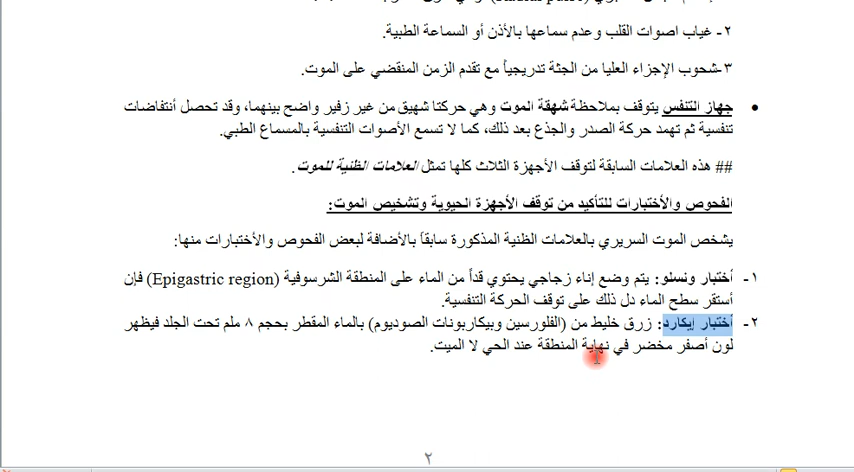 ٢- غياب اصوات القلب وعدم سماعها بالأذن أو السماعة الطبية.
٣-شحوب الإجزاء العليا من الجثة تدريجياً مع تقدم الزمن المنقضي على الموت.
• جهاز التنفس يتوقف بملاحظة شهقة الموت وهي حركتا شهيق من غير زفير واضح بينهما، وقد تحصل أنتفاضات
تنفسية ثم تهمد حركة الصدر والجذع بعد ذلك، كما لا تسمع الأصوات التنفسية بالمسماع الطبي.
## هذه العلامات السابقة لتوقف الأجهزة الثلاث كلها تمثل العلامات الظنية للموت.
الفحوص والأختبارات للتأكيد من توقف الأجهزة الحيوية وتشخيص الموت:
يشخص الموت السريري بالعلامات الظنية المذكورة سابقاً بالأضافة لبعض الفحوص والأختبارات منها:
١- أختبار ونسلو: يتم وضع إناء زجاجي يحتوي قدأ من الماء على المنطقة الشرسوفية (Epigastric region) فإن
أستقر سطح الماء دل ذلك على توقف الحركة التنفسية.
٢- أختبار إيكارد: زرق خليط من (الفلورسين وبيكاربونات الصوديوم) بالماء المقطر بحجم ٨ ملم تحت الجلد فيظهر
لون أصفر مخضر في نهاية المنطقة عند الحي لا الميت.
٢